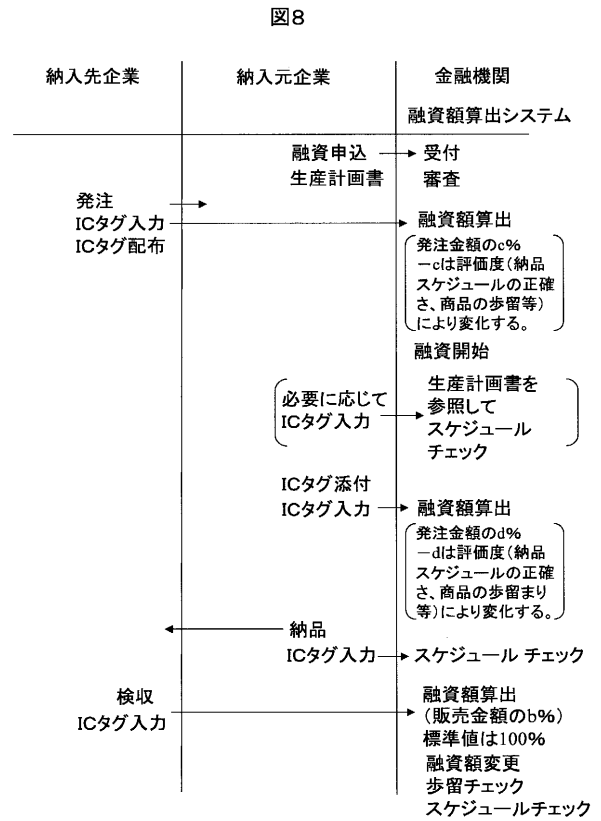 図8
納入先企業 納入元企業 金融機関
融資額算出システム
融資申込 受付
生産計画書 審査
発注
ICタグ入力 融資額算出
ICタグ配布
発注金額のc%
－cは評価度(納品
スケジュールの正確
さ、商品の歩留等)
により変化する。
融資開始
必要に応じて
ICタグ入力
生産計画書を
参照して
スケジュール
チェック
ICタグ添付
ICタグ入力 融資額算出
発注金額のd%
－dは評価度(納品
スケジュールの正確
さ、商品の歩留まり
等)により変化する。
納品
ICタグ入力 スケジュール チェック
検収
ICタグ入力
融資額算出
(販売金額のb%)
標準値は100%
融資額変更
歩留チェック
スケジュールチェック